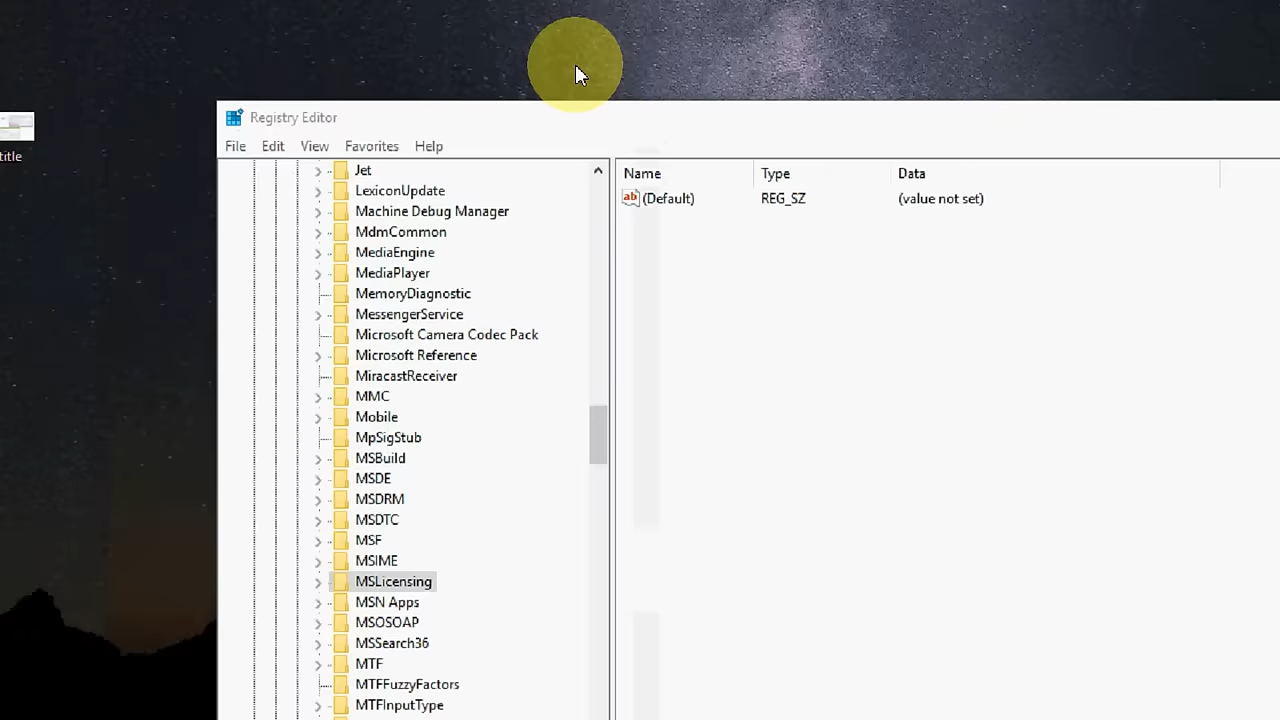 title
Registry Editor
File Edit View Favorites Help
Name Type Data
ab (Default) REG_SZ (value not set)
Jet
LexiconUpdate
Machine Debug Manager
MdmCommon
MediaEngine
MediaPlayer
MemoryDiagnostic
MessengerService
Microsoft Camera Codec Pack
Microsoft Reference
MiracastReceiver
MMC
Mobile
MpSigStub
MSBuild
MSDE
MSDRM
MSDTC
MSF
MSIME
MSLicensing
MSN Apps
MSOSOAP
MSSearch36
MTF
MTFFuzzyFactors
MTFInputType